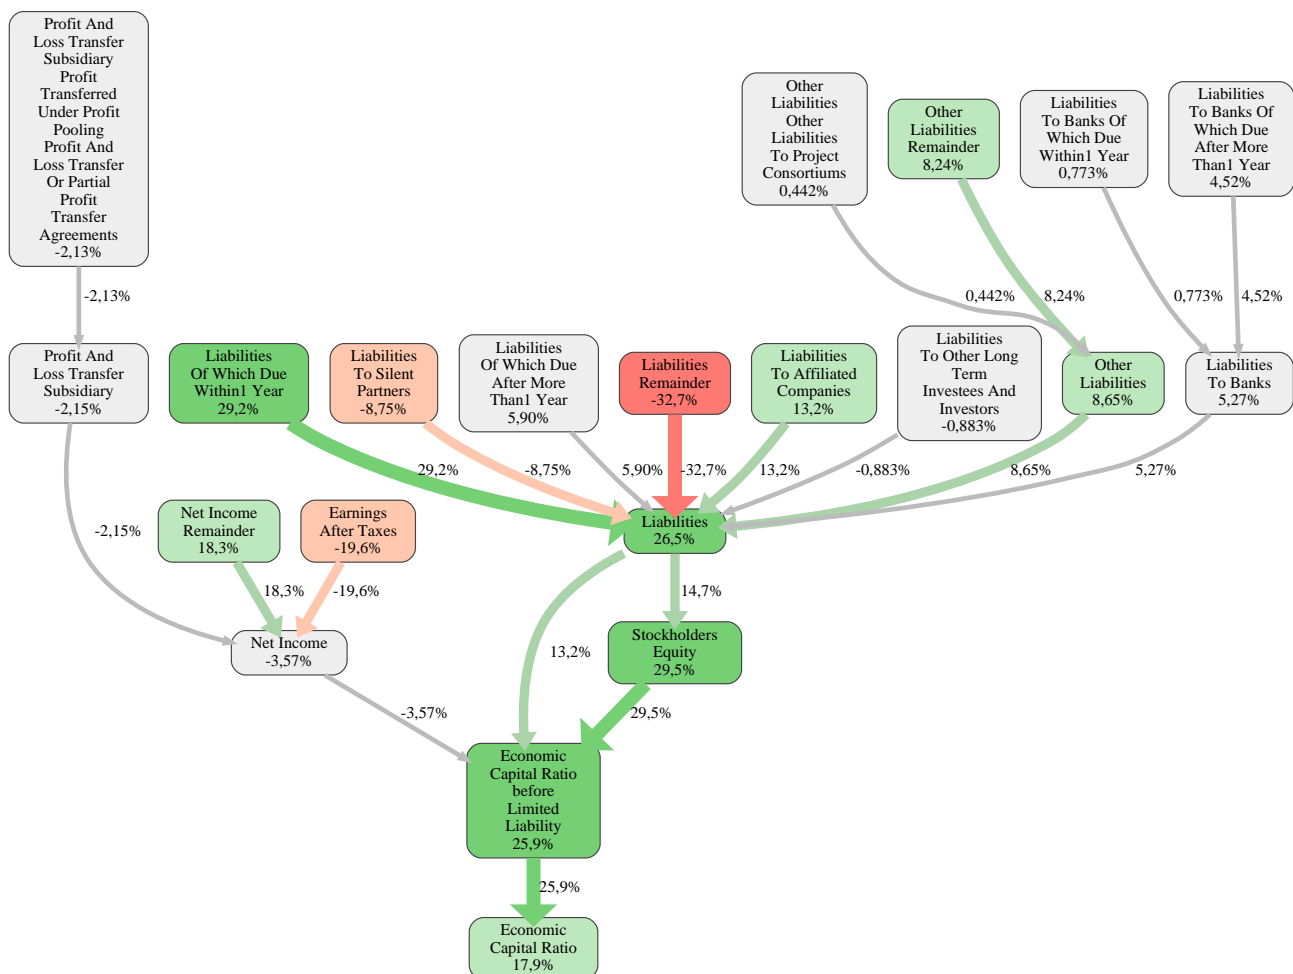 Profit And
Loss Transfer
Subsidiary
Profit
Transferred
Under Profit
Pooling
Profit And
Loss Transfer
Or Partial
Profit
Transfer
Agreements
-2,13%
Other
Liabilities
Other
Liabilities
To Project
Consortiums
0,442%
Other
Liabilities
Remainder
8,24%
Liabilities
To Banks Of
Which Due
Within1 Year
0,773%
Liabilities
To Banks Of
Which Due
After More
Than1 Year
4,52%
-2,13%
0,442%
8,24%
0,773%
4,52%
Profit And
Loss Transfer
Subsidiary
-2,15%
Liabilities
Of Which Due
Within1 Year
29,2%
Liabilities
To Silent
Partners
-8,75%
Liabilities
Of Which Due
After More
Than1 Year
5,90%
Liabilities
Remainder
-32,7%
Liabilities
To Affiliated
Companies
13,2%
Liabilities
To Other Long
Term
Investees And
Investors
-0,883%
Other
Liabilities
8,65%
Liabilities
To Banks
5,27%
29,2%
-8,75%
5,90%
-32,7%
13,2%
-0,883%
8,65%
5,27%
-2,15%
Net Income
Remainder
18,3%
Earnings
After Taxes
-19,6%
Liabilities
26,5%
18,3%
-19,6%
14,7%
Net Income
-3,57%
13,2%
Stockholders
Equity
29,5%
-3,57%
29,5%
Economic
Capital Ratio
before
Limited
Liability
25,9%
25,9%
Economic
Capital Ratio
17,9%